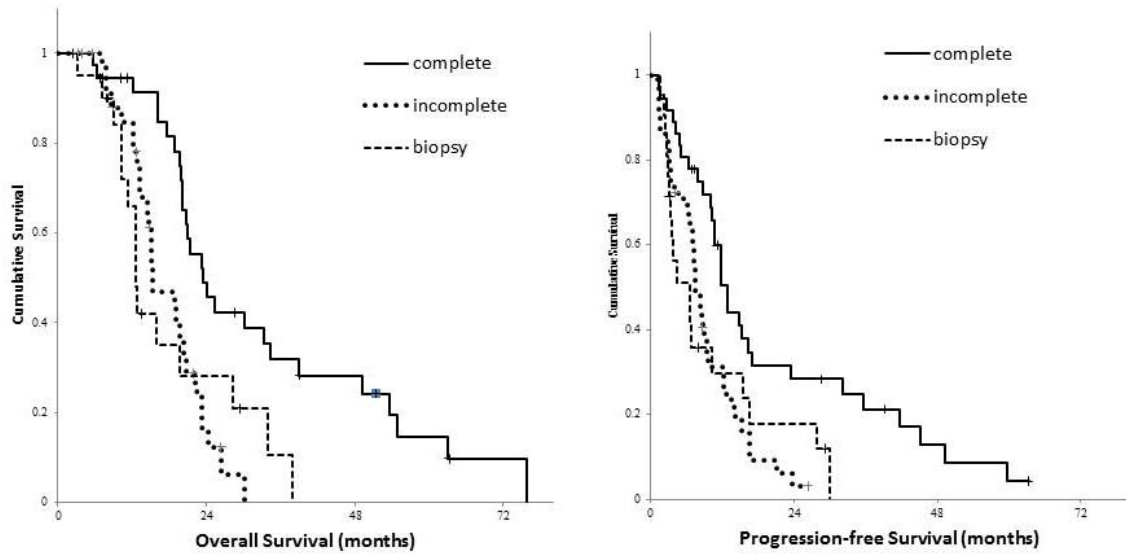 1
0.8
0.6
0.4
0.2
0
0
24
48
72
Cumulative Survival
Overall Survival (months)
complete
incomplete
biopsy
1
0.8
0.6
0.4
0.2
0
0
24
48
72
Cumulative Survival
Progression-free Survival (months)
complete
incomplete
biopsy